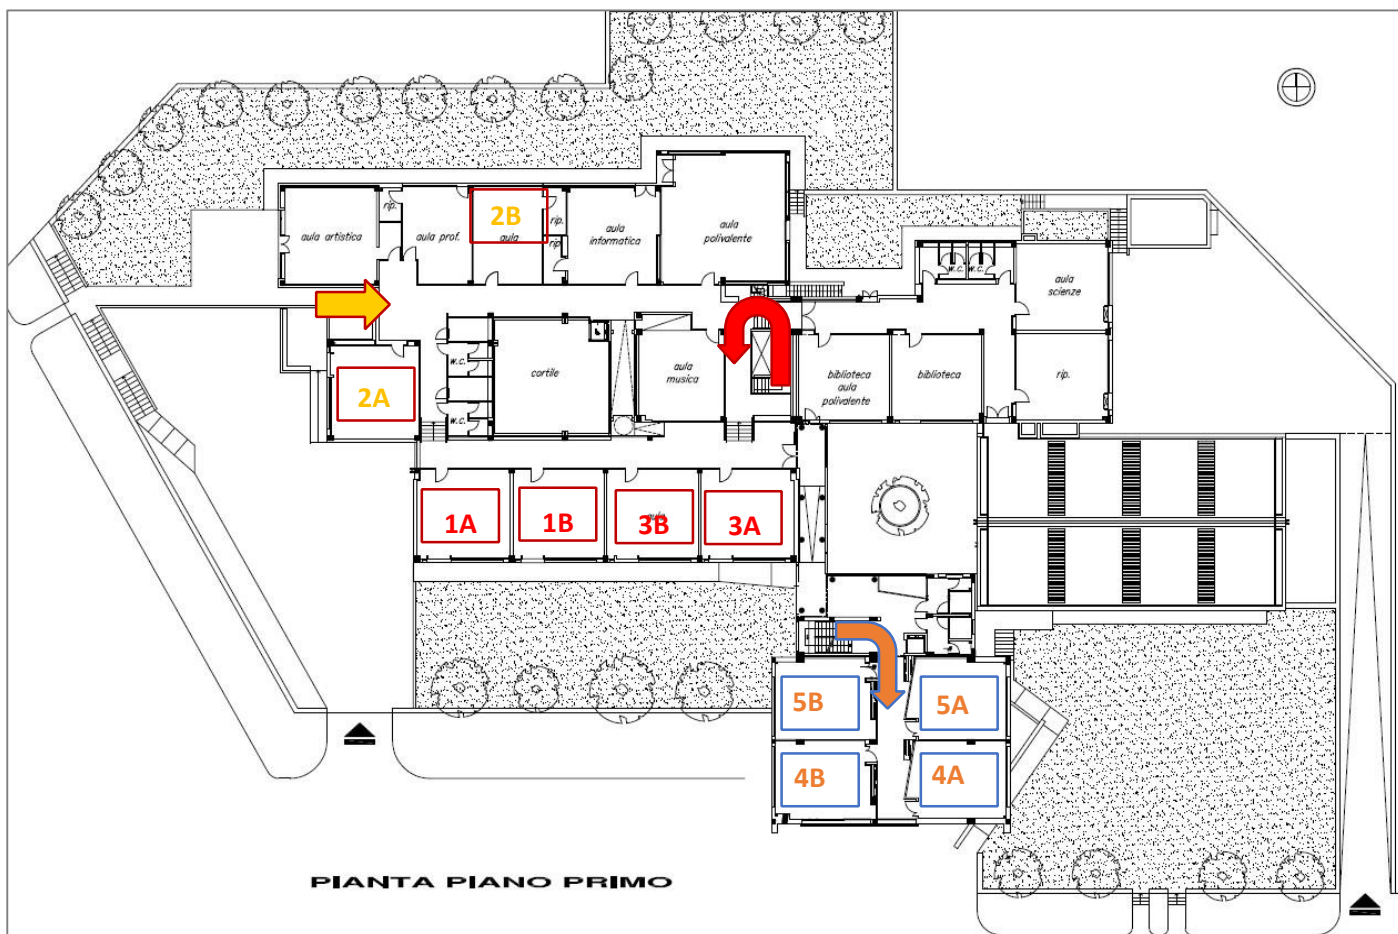 2B
rip.
aula artistica
aula prof.
aula
rip.
rip.
aula
informatica
aula
polivalente
w.c.
w.c.
aula
scienze
2A
w.c.
w.c.
cortile
aula
musica
biblioteca
aula
polivalente
biblioteca
rip.
1A
1B
aula
3B
3A
5B
5A
4B
4A
PIANTA PIANO PRIMO